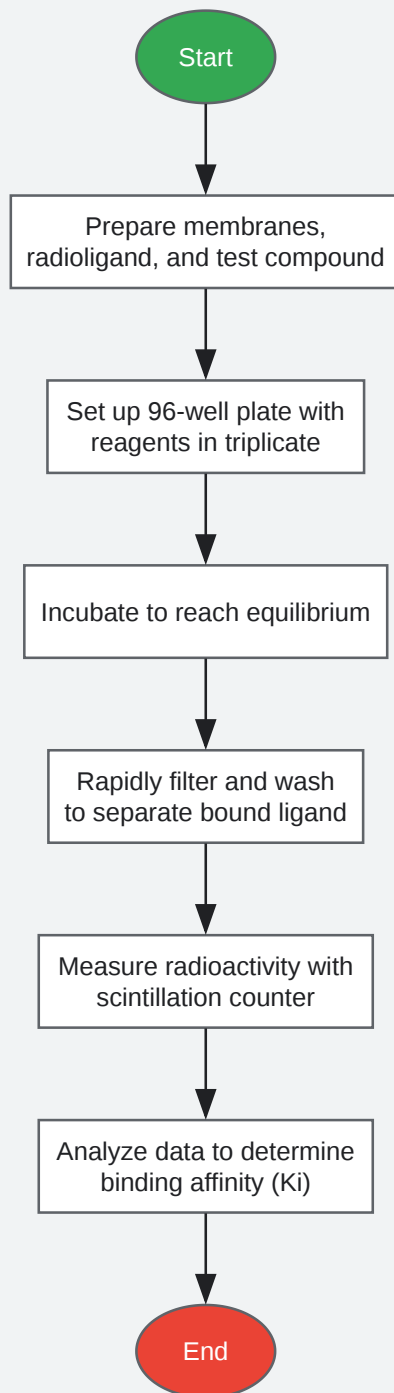 Start
Prepare membranes,
radioligand, and test compound
Set up 96-well plate with
reagents in triplicate
Incubate to reach equilibrium
Rapidly filter and wash
to separate bound ligand
Measure radioactivity with
scintillation counter
Analyze data to determine
binding affinity (Ki)
End